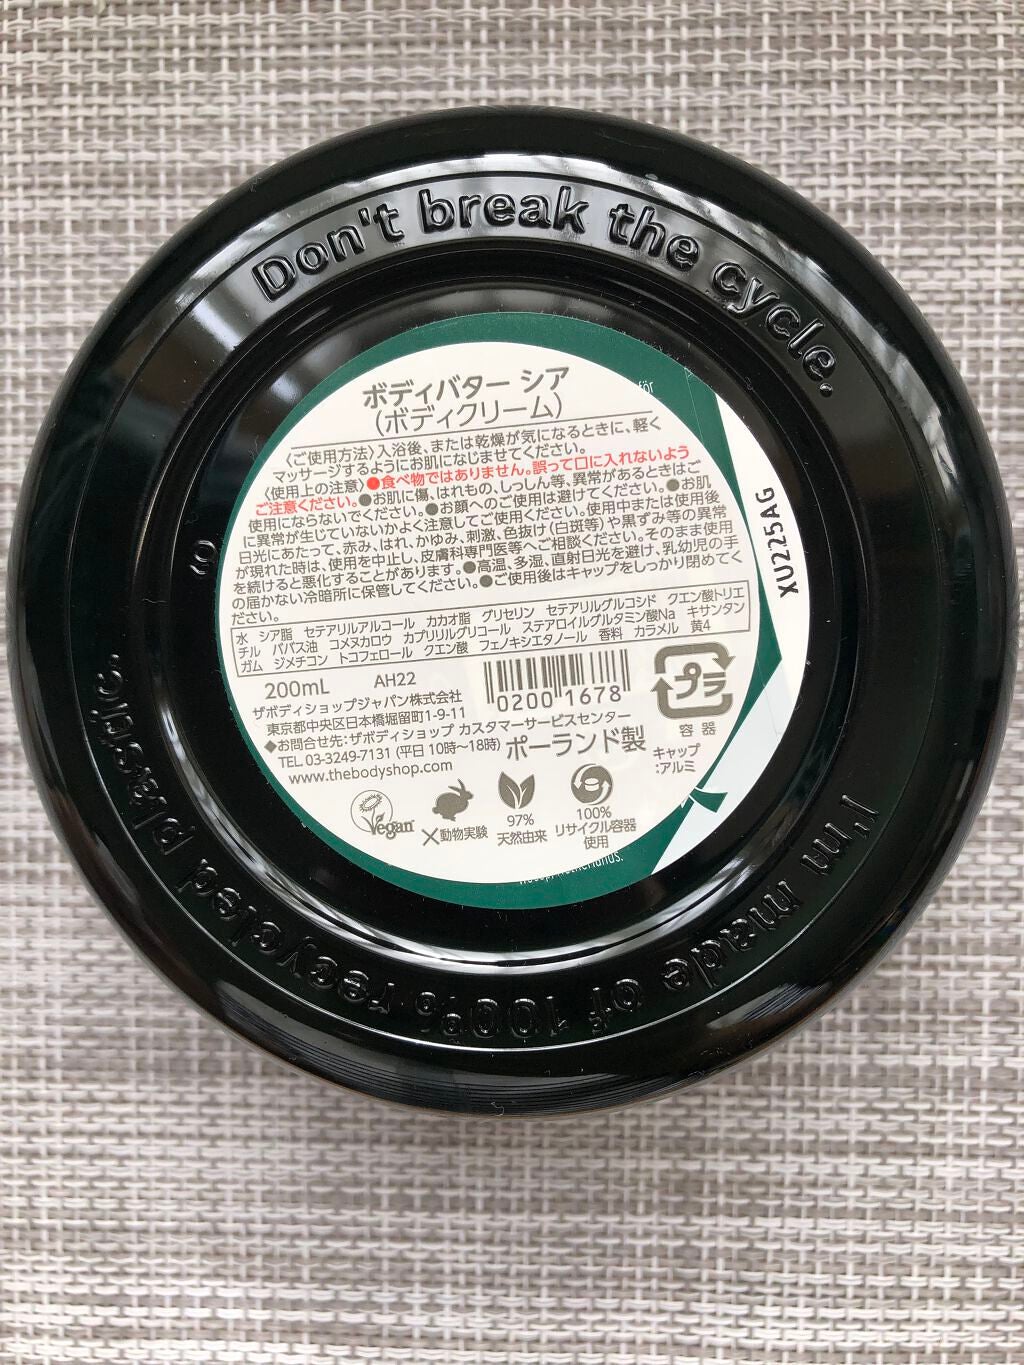 Don't break the cycle.
ボディバター シア
(ボディクリーム)
〈ご使用方法〉入浴後、または乾燥が気になるときに、軽く
マッサージするようにお肌になじませてください。
〈使用上の注意〉●食べ物ではありません。誤って口に入れないよう
ご注意ください。●お肌に傷、はれもの、しっしん等、異常があるときはご
使用にならないでください。●お顔へのご使用は避けてください。●お肌
に異常が生じていないかよく注意してご使用ください。使用中または使用後
日光にあたって、赤み、はれ、かゆみ、刺激、色抜け(白斑等)や黒ずみ等の異常
が現れた時は、使用を中止し、皮膚科専門医等へご相談ください。そのまま使用
を続けると悪化することがあります。●高温、多湿、直射日光を避け、乳幼児の手
の届かない冷暗所に保管してください。●ご使用後はキャップをしっかり閉めてく
ださい。
水 シア脂 セテアリルアルコール カカオ脂 グリセリン セテアリルグルコシド クエン酸トリエ
チル ババス油 コメヌカロウ カプリリルグリコール ステアロイルグルタミン酸Na キサンタン
ガム ジメチコン トコフェロール クエン酸 フェノキシエタノール 香料 カラメル 黄4
200mL AH22
0200 1678
プラ
容器
キャップ
:アルミ
ザボディショップジャパン株式会社
東京都中央区日本橋堀留町1-9-11
◆お問合せ先:ザボディショップ カスタマーサービスセンター
TEL 03-3249-7131 (平日 10時〜18時) ポーランド製
www.thebodyshop.com
Vegan
×動物実験
97%
天然由来
100%
リサイクル容器
使用
för
XU225AG
I'm made of 100% recycled plastic.